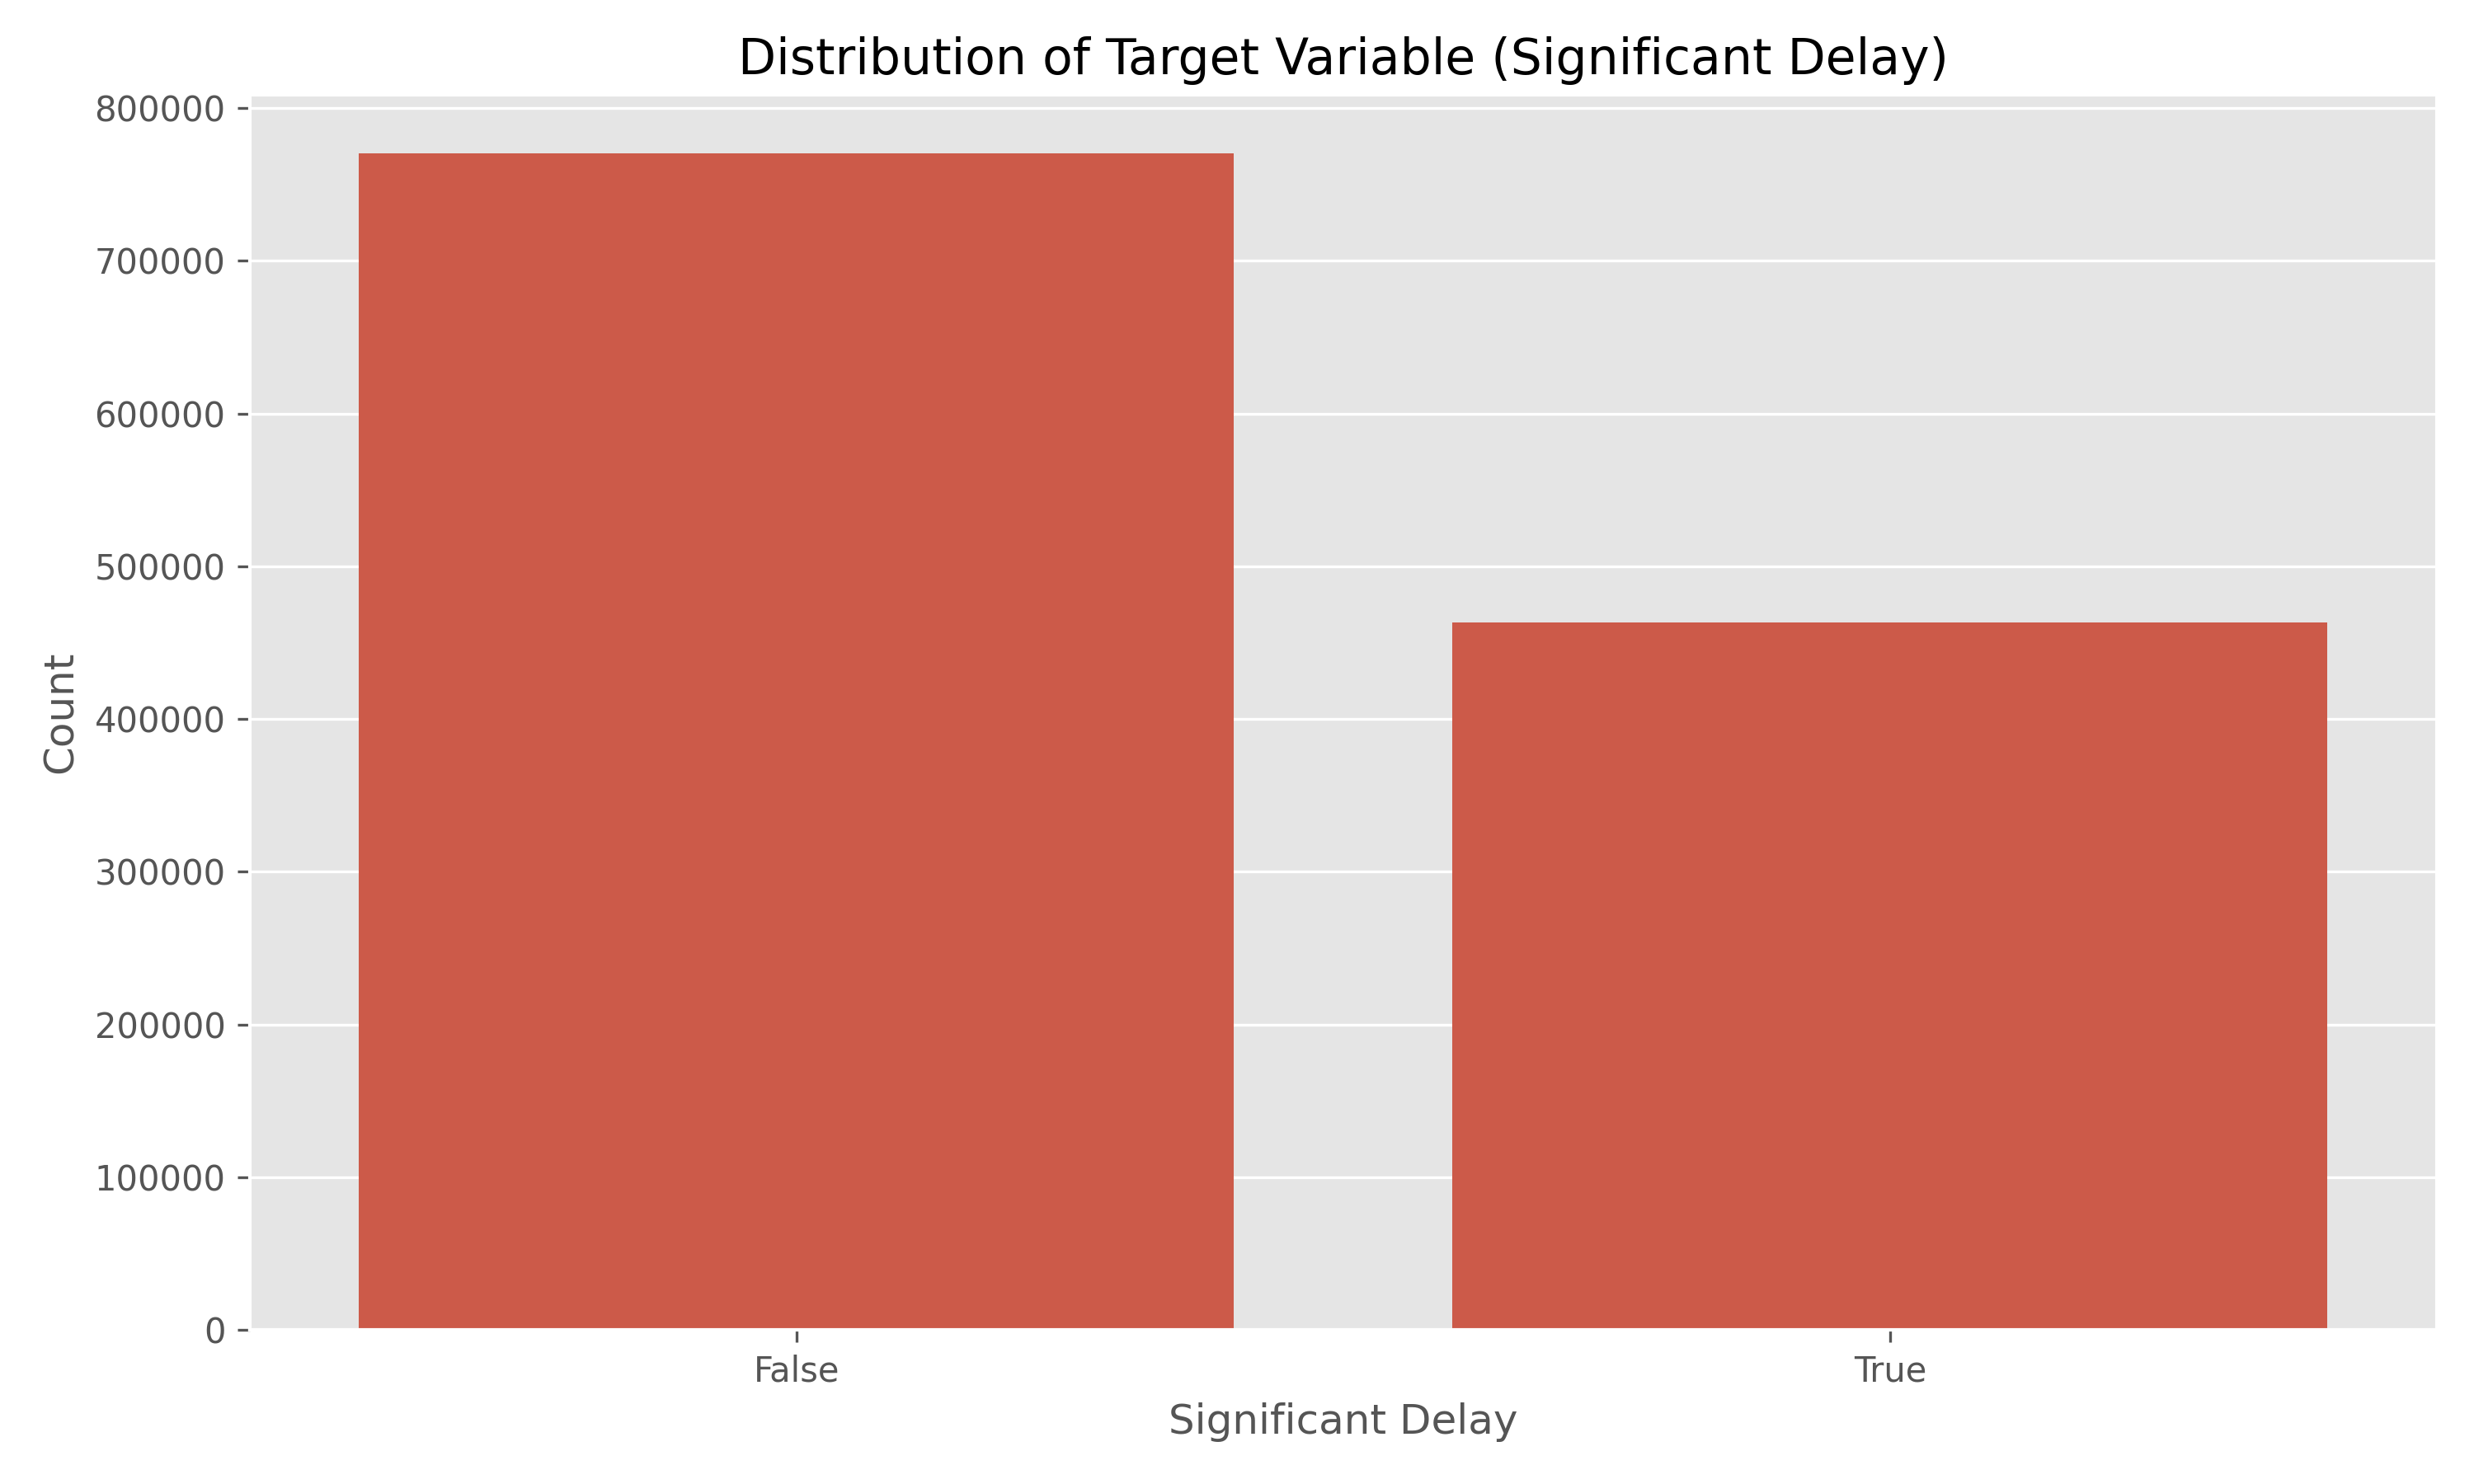 Distribution of Target Variable (Significant Delay)
800000
700000
600000
500000
400000
300000
200000
100000
0
Count
False
True
Significant Delay